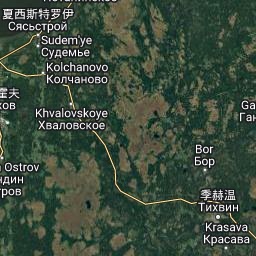 夏西斯特罗伊
Сясьстрой
Sudem'ye
Судемье
Kolchanovo
Колчаново
Khvalovskoye
Хваловское
Bor
Бор
Ostrov
季赫温
Тихвин
Krasava
Красава